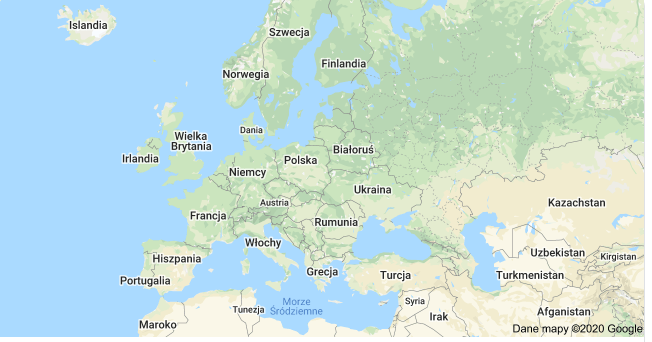 Islandia
Szwecja
Finlandia
Norwegia
Dania
Wielka
Brytania
Irlandia
Białoruś
Polska
Niemcy
Ukraina
Austria
Kazachstan
Francja
Rumunia
Włochy
Uzbekistan
Kirgistan
Hiszpania
Grecja
Turcja
Turkmenistan
Portugalia
Morze
Śródziemne
Syria
Tunezja
Irak
Afganistan
Maroko
Dane mapy ©2020 Google